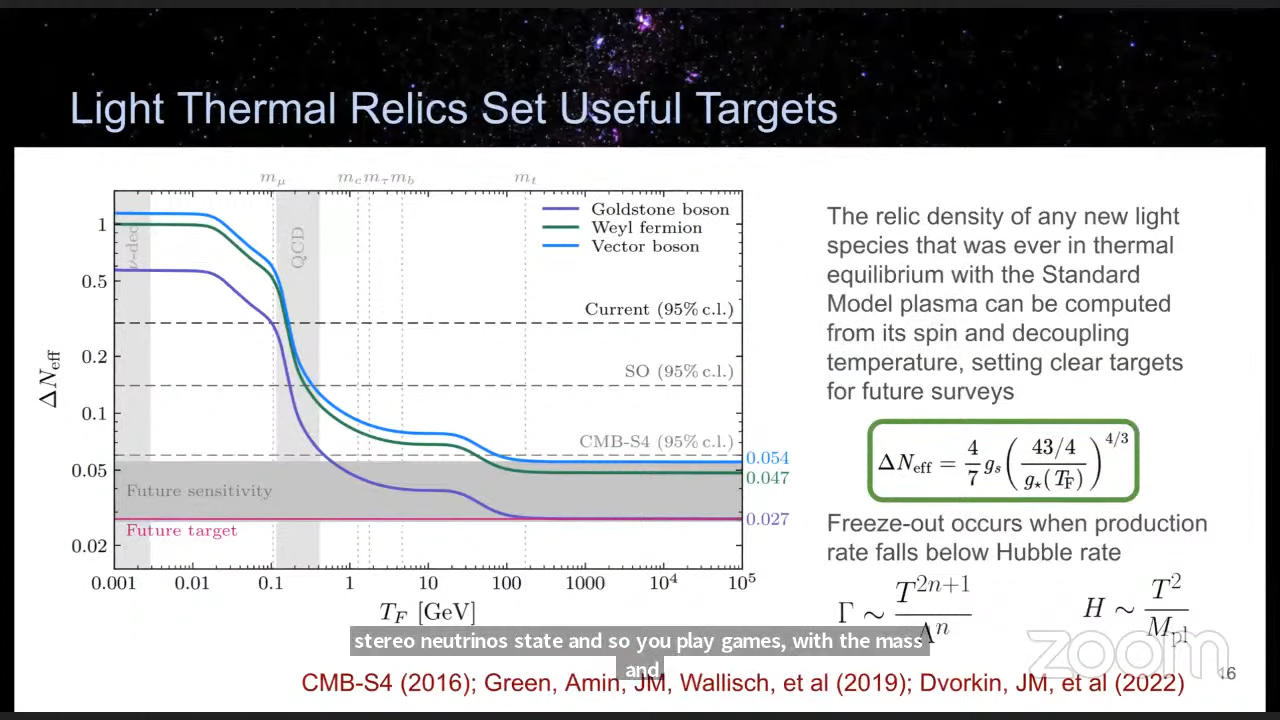 Light Thermal Relics Set Useful Targets
m_μ m_c m_τ m_b m_t
Goldstone boson
Weyl fermion
Vector boson
ν-dec
QCD
Current (95% c.l.)
SO (95% c.l.)
CMB-S4 (95% c.l.)
Future sensitivity
Future target
1
0.5
0.2
0.1
0.05
0.02
ΔN_eff
0.054
0.047
0.027
0.001 0.01 0.1 1 10 100 1000 10^4 10^5
T_F [GeV]
The relic density of any new light
species that was ever in thermal
equilibrium with the Standard
Model plasma can be computed
from its spin and decoupling
temperature, setting clear targets
for future surveys
ΔN_eff = 4/7 g_s ( 43/4 / g_⋆(T_F) )^4/3
Freeze-out occurs when production
rate falls below Hubble rate
Γ ~ T^2n+1 / Λ^n H ~ T^2 / M_pl
stereo neutrinos state and so you play games, with the mass
and
zoom
16
CMB-S4 (2016); Green, Amin, JM, Wallisch, et al (2019); Dvorkin, JM, et al (2022)